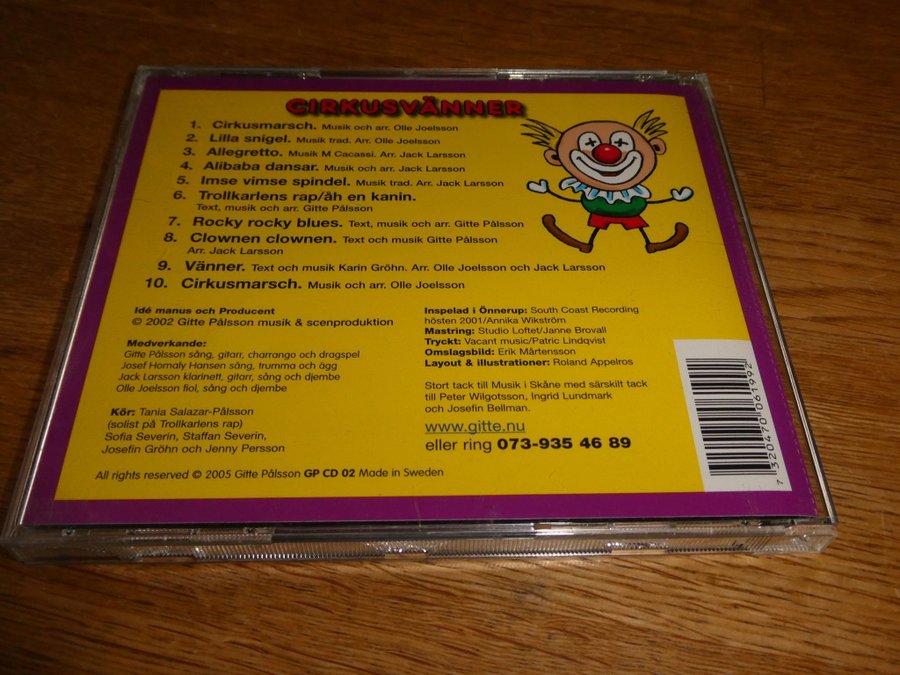 CIRKUSVÄNNER
1. Cirkusmarsch. Musik och arr. Olle Joelsson
2. Lilla snigel. Musik trad. Arr. Olle Joelsson
3. Allegretto. Musik M Cacassi. Arr. Jack Larsson
4. Alibaba dansar. Musik och arr. Jack Larsson
5. Imse vimse spindel. Musik trad. Arr. Jack Larsson
6. Trollkarlens rap/äh en kanin.
Text, musik och arr. Gitte Pålsson
7. Rocky rocky blues. Text, musik och arr. Gitte Pålsson
8. Clownen clownen. Text och musik Gitte Pålsson
Arr. Jack Larsson
9. Vänner. Text och musik Karin Gröhn. Arr. Olle Joelsson och Jack Larsson
10. Cirkusmarsch. Musik och arr. Olle Joelsson
Idé manus och Producent
© 2002 Gitte Pålsson musik & scenproduktion
Medverkande:
Gitte Pålsson sång, gitarr, charrango och dragspel
Josef Homaly Hansen sång, trumma och ägg
Jack Larsson klarinett, gitarr, sång och djembe
Olle Joelsson fiol, sång och djembe
Kör: Tania Salazar-Pålsson
(solist på Trollkarlens rap)
Sofia Severin, Staffan Severin,
Josefin Gröhn och Jenny Persson
Inspelad i Önnerup: South Coast Recording
hösten 2001/Annika Wikström
Mastring: Studio Loftet/Janne Brovall
Tryckt: Vacant music/Patric Lindqvist
Omslagsbild: Erik Mårtensson
Layout & illustrationer: Roland Appelros
Stort tack till Musik i Skåne med särskilt tack
till Peter Wilgotsson, Ingrid Lundmark
och Josefin Bellman.
www.gitte.nu
eller ring 073-935 46 89
All rights reserved © 2005 Gitte Pålsson GP CD 02 Made in Sweden
7 320470 061992